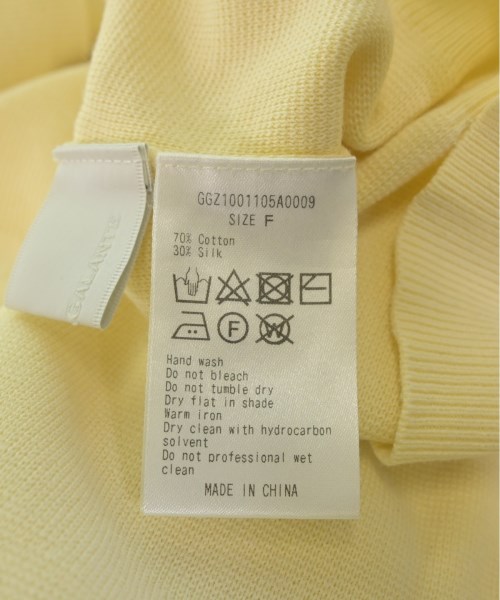 GGZ1001105A0009
SIZE F
70% Cotton
30% Silk
F
W
Hand wash
Do not bleach
Do not tumble dry
Dry flat in shade
Warm iron
Dry clean with hydrocarbon
solvent
Do not professional wet
clean
MADE IN CHINA